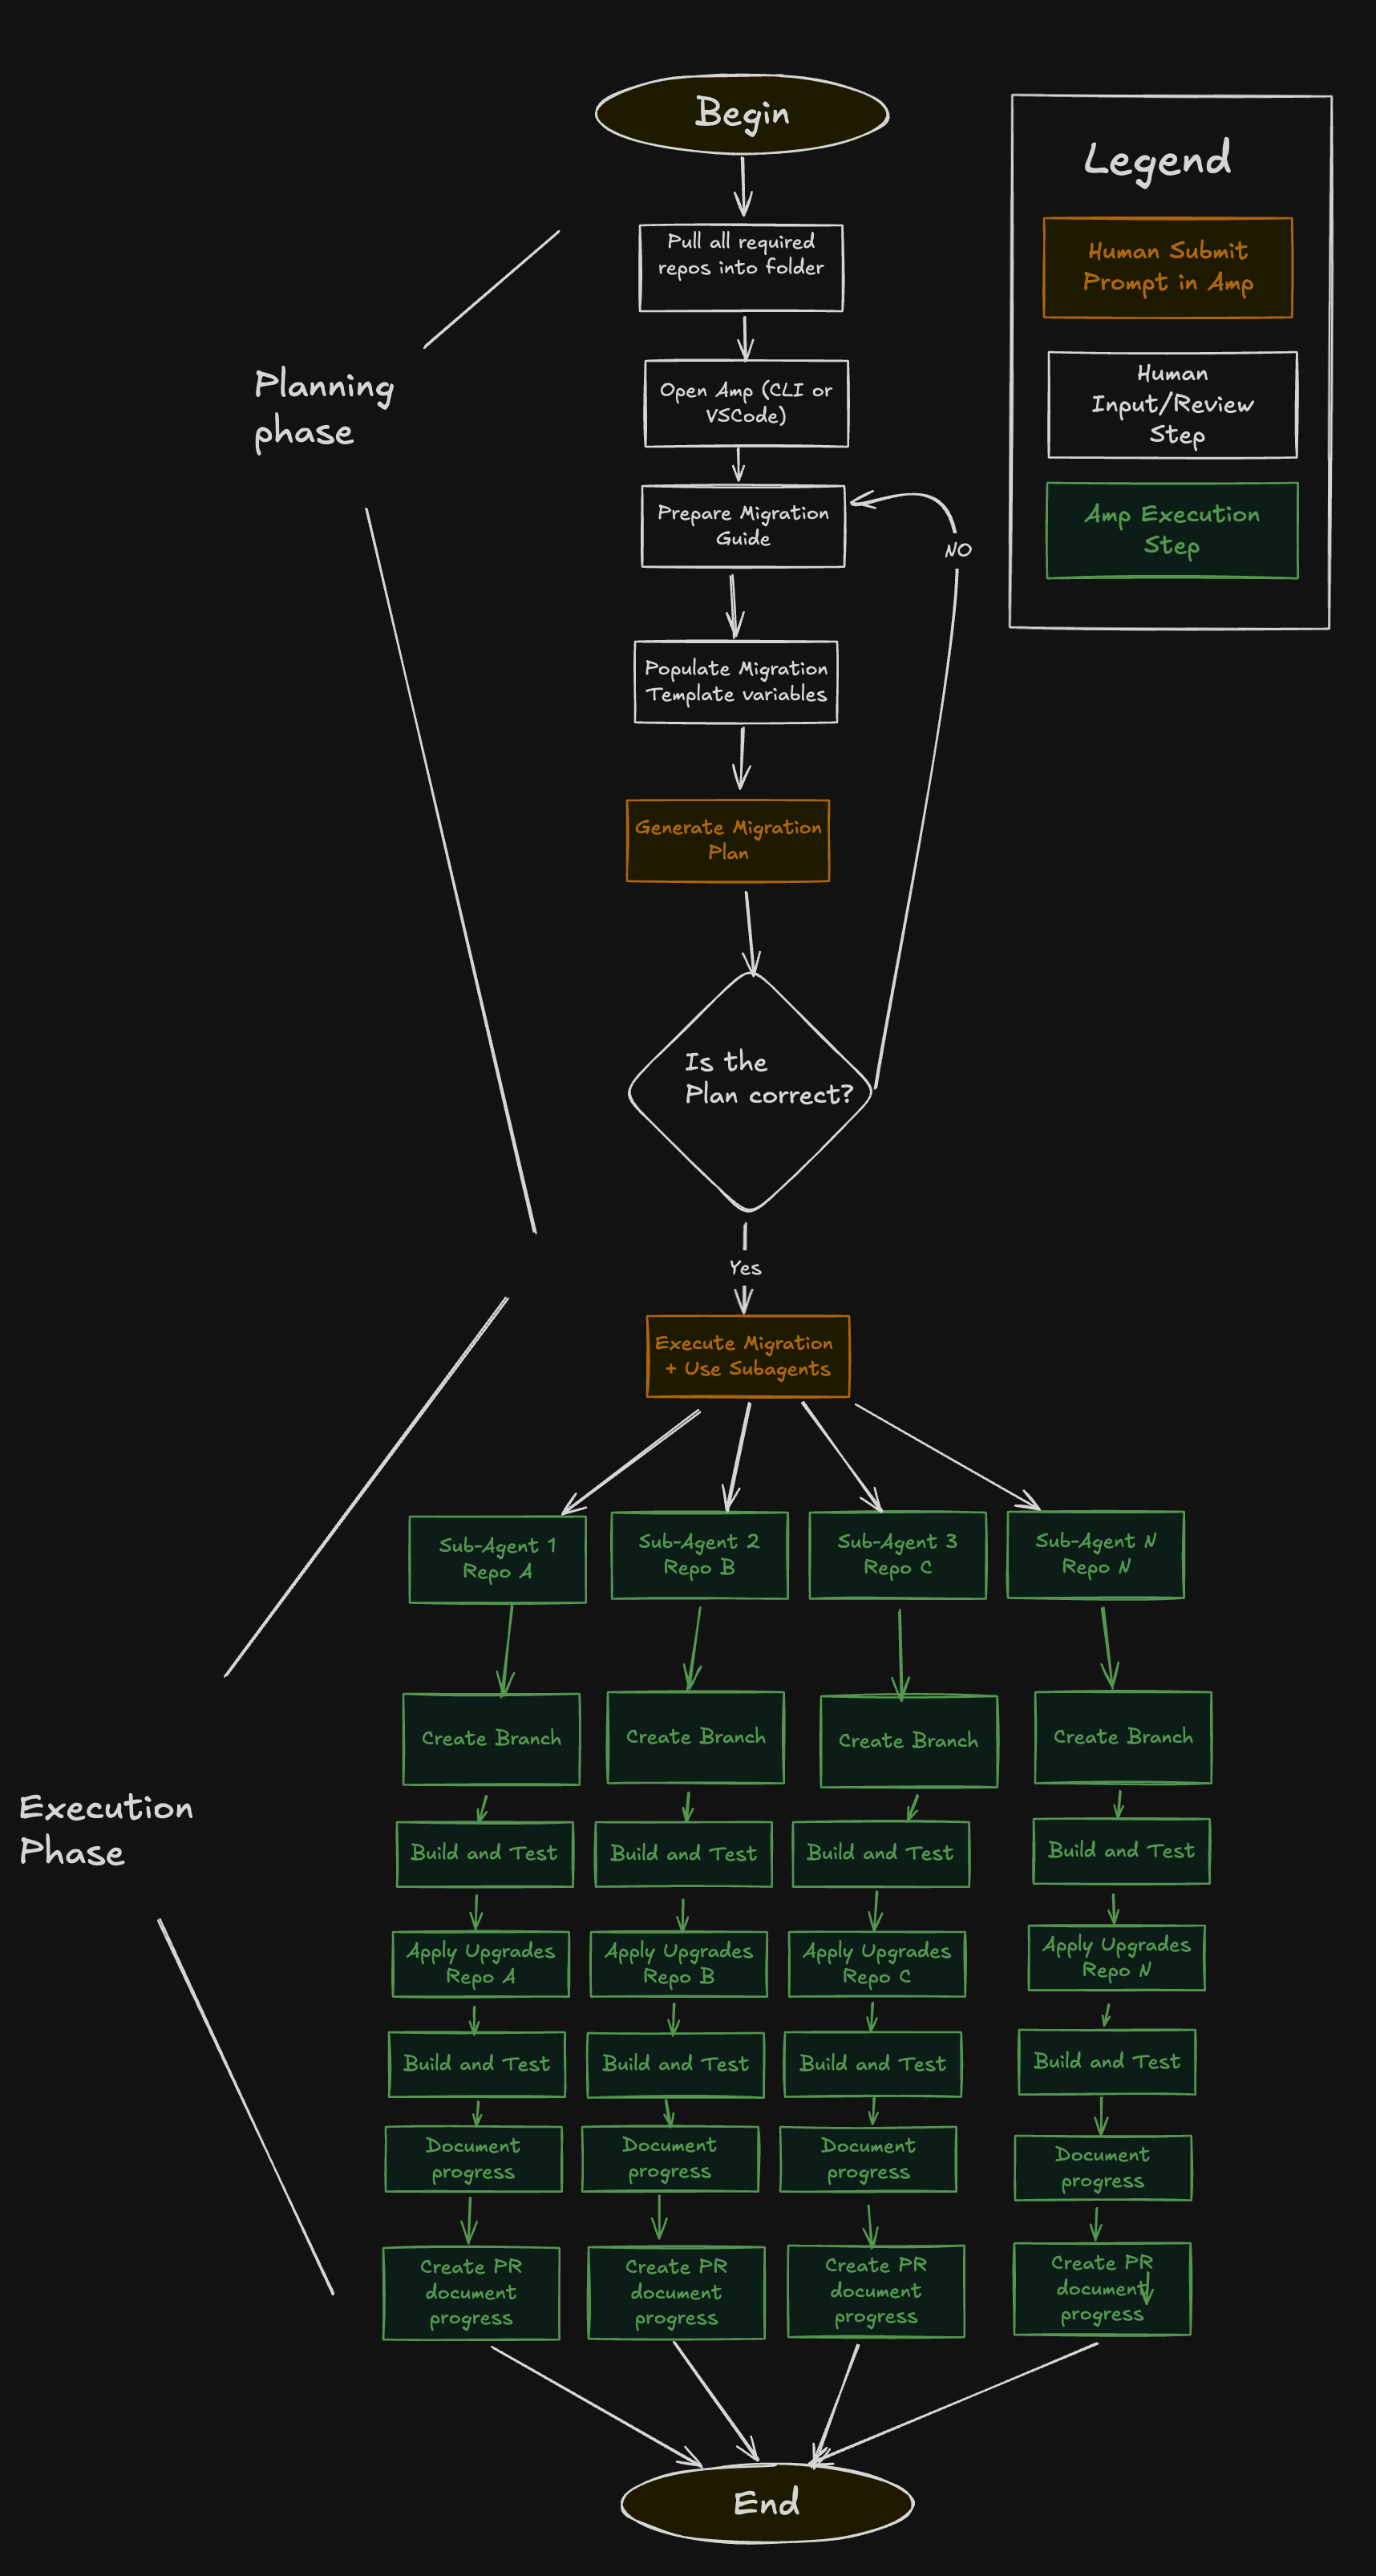 Begin
Legend
Human Submit
Prompt in Amp
Human
Input/Review
Step
Amp Execution
Step
Pull all required
repos into folder
Planning
phase
Open Amp (CLI or
VSCode)
Prepare Migration
Guide
NO
Populate Migration
Template variables
Generate Migration
Plan
Is the
Plan correct?
Yes
Execute Migration
+ Use Subagents
Execution
Phase
Sub-Agent 1
Repo A
Sub-Agent 2
Repo B
Sub-Agent 3
Repo C
Sub-Agent N
Repo N
Create Branch
Create Branch
Create Branch
Create Branch
Build and Test
Build and Test
Build and Test
Build and Test
Apply Upgrades
Repo A
Apply Upgrades
Repo B
Apply Upgrades
Repo C
Apply Upgrades
Repo N
Build and Test
Build and Test
Build and Test
Build and Test
Document
progress
Document
progress
Document
progress
Document
progress
Create PR
document
progress
Create PR
document
progress
Create PR
document
progress
Create PR
document
progress
End